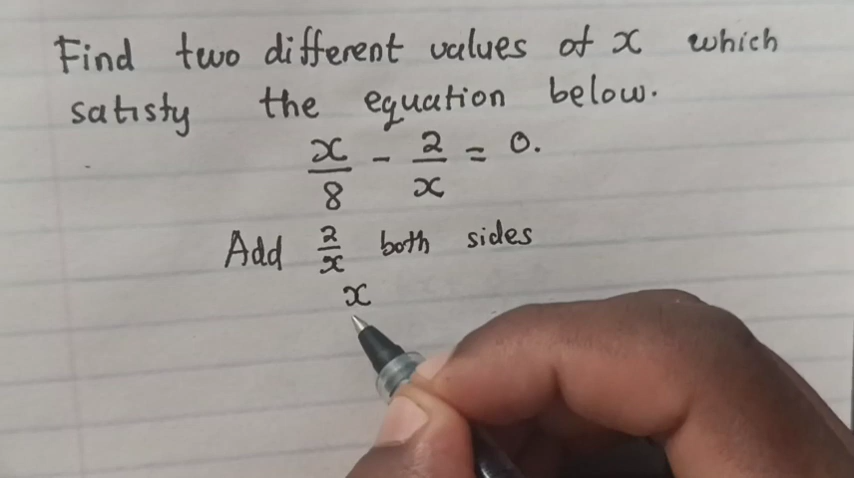 Find two different values of x which
satisfy the equation below.
x/8 - 2/x = 0.
Add 2/x both sides
x